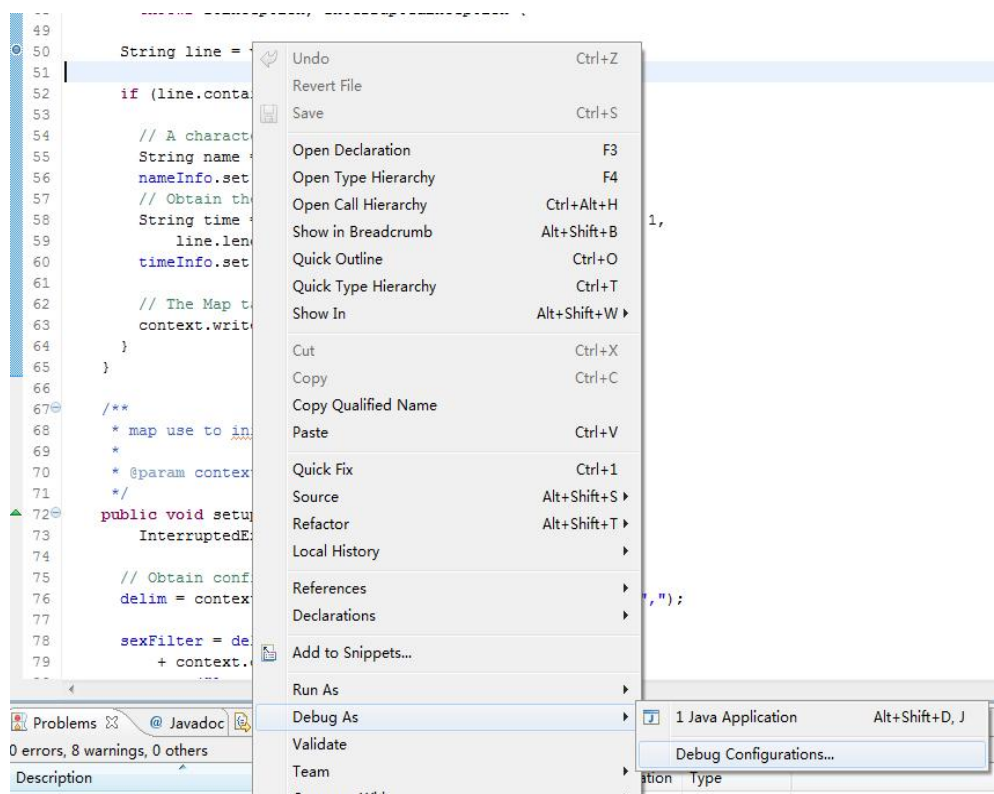 49
50 String line =
51
52 if (line.conta
53
54 // A charact
55 String name =
56 nameInfo.set
57 // Obtain th
58 String time = 1,
59 line.len
60 timeInfo.set
61
62 // The Map ta
63 context.write
64 }
65 }
66
67 /**
68 * map use to in
69 *
70 * @param contex
71 */
72 public void setup
73 InterruptedE
74
75 // Obtain conf
76 delim = contex ",");
77
78 sexFilter = de
79 + context.
Undo Ctrl+Z
Revert File
Save Ctrl+S
Open Declaration F3
Open Type Hierarchy F4
Open Call Hierarchy Ctrl+Alt+H
Show in Breadcrumb Alt+Shift+B
Quick Outline Ctrl+O
Quick Type Hierarchy Ctrl+T
Show In Alt+Shift+W
Cut Ctrl+X
Copy Ctrl+C
Copy Qualified Name
Paste Ctrl+V
Quick Fix Ctrl+1
Source Alt+Shift+S
Refactor Alt+Shift+T
Local History
References
Declarations
Add to Snippets...
Run As
Debug As
Validate
Team
1 Java Application Alt+Shift+D, J
Debug Configurations...
Problems @ Javadoc
0 errors, 8 warnings, 0 others
Description ation Type